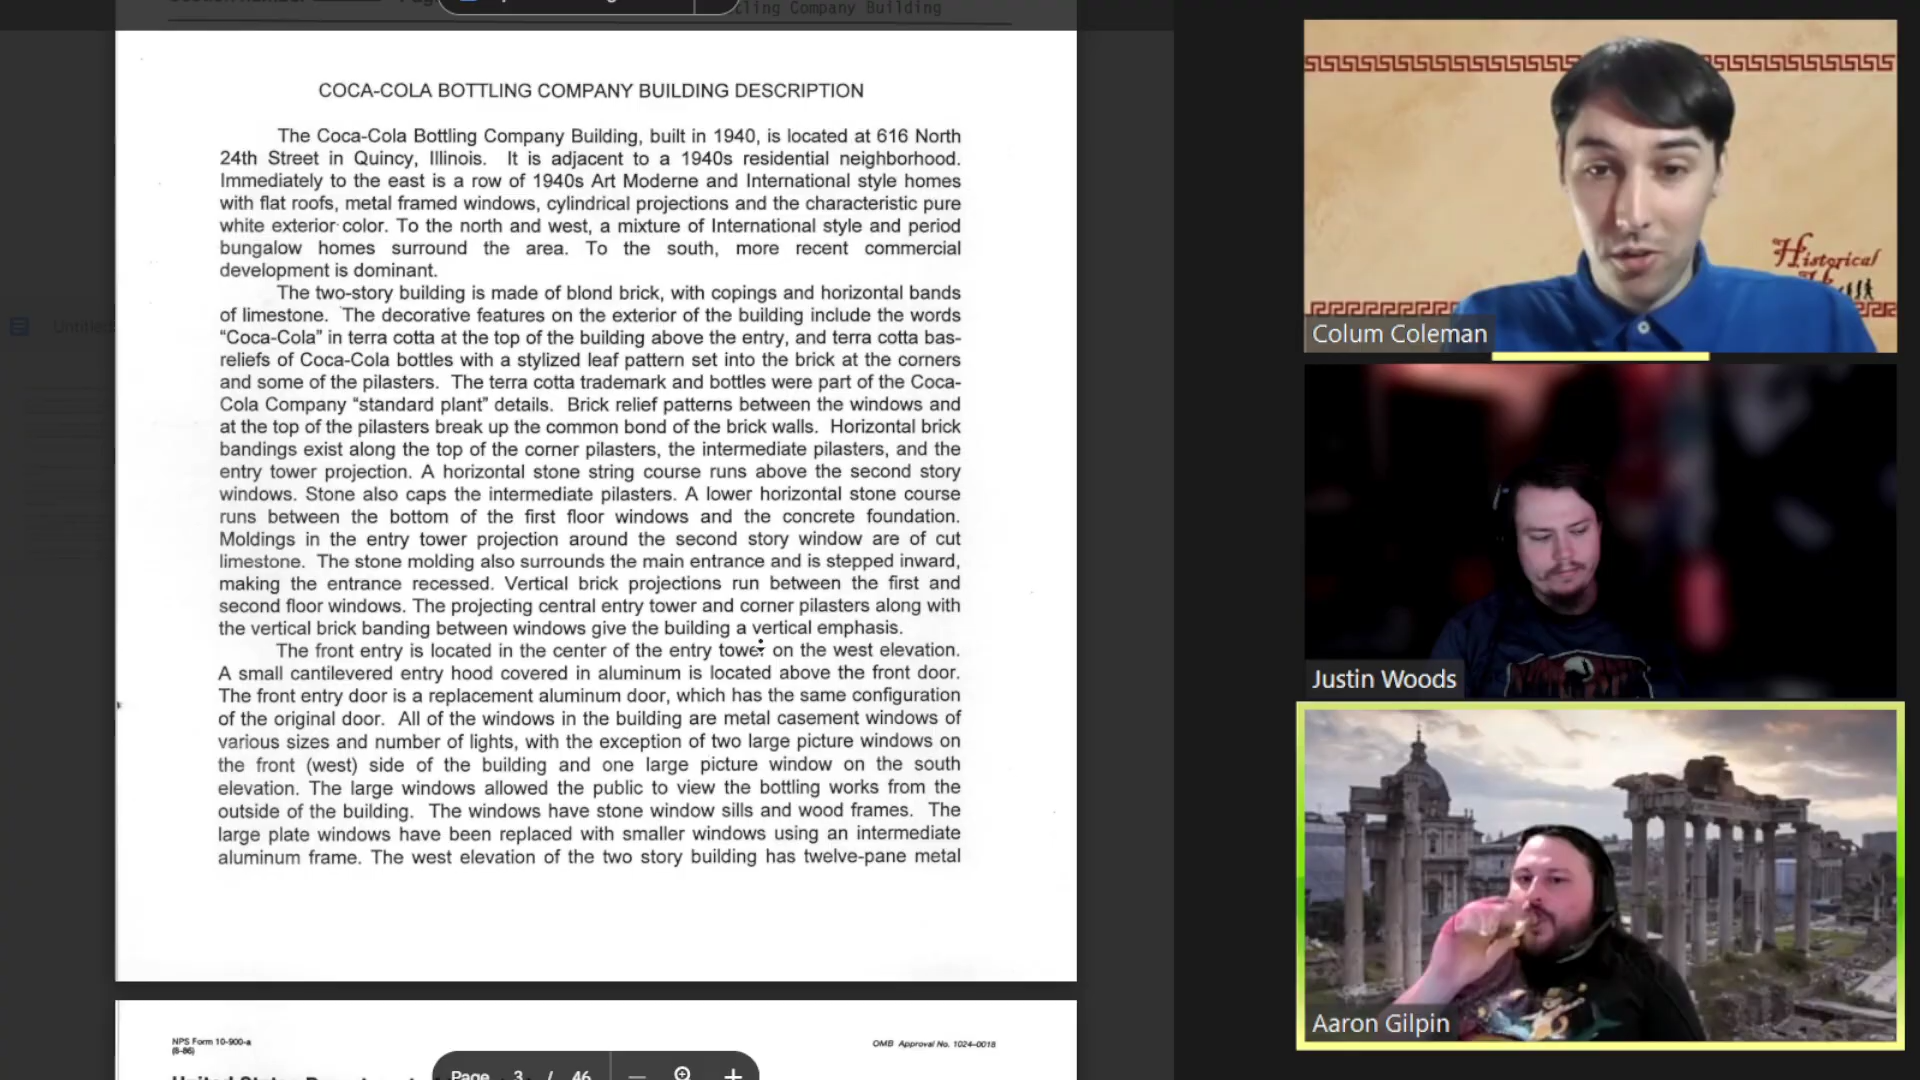 tling Company Building
COCA-COLA BOTTLING COMPANY BUILDING DESCRIPTION
The Coca-Cola Bottling Company Building, built in 1940, is located at 616 North
24th Street in Quincy, Illinois. It is adjacent to a 1940s residential neighborhood.
Immediately to the east is a row of 1940s Art Moderne and International style homes
with flat roofs, metal framed windows, cylindrical projections and the characteristic pure
white exterior color. To the north and west, a mixture of International style and period
bungalow homes surround the area. To the south, more recent commercial
development is dominant.
The two-story building is made of blond brick, with copings and horizontal bands
of limestone. The decorative features on the exterior of the building include the words
“Coca-Cola” in terra cotta at the top of the building above the entry, and terra cotta bas-
reliefs of Coca-Cola bottles with a stylized leaf pattern set into the brick at the corners
and some of the pilasters. The terra cotta trademark and bottles were part of the Coca-
Cola Company “standard plant” details. Brick relief patterns between the windows and
at the top of the pilasters break up the common bond of the brick walls. Horizontal brick
bandings exist along the top of the corner pilasters, the intermediate pilasters, and the
entry tower projection. A horizontal stone string course runs above the second story
windows. Stone also caps the intermediate pilasters. A lower horizontal stone course
runs between the bottom of the first floor windows and the concrete foundation.
Moldings in the entry tower projection around the second story window are of cut
limestone. The stone molding also surrounds the main entrance and is stepped inward,
making the entrance recessed. Vertical brick projections run between the first and
second floor windows. The projecting central entry tower and corner pilasters along with
the vertical brick banding between windows give the building a vertical emphasis.
The front entry is located in the center of the entry tower on the west elevation.
A small cantilevered entry hood covered in aluminum is located above the front door.
The front entry door is a replacement aluminum door, which has the same configuration
of the original door. All of the windows in the building are metal casement windows of
various sizes and number of lights, with the exception of two large picture windows on
the front (west) side of the building and one large picture window on the south
elevation. The large windows allowed the public to view the bottling works from the
outside of the building. The windows have stone window sills and wood frames. The
large plate windows have been replaced with smaller windows using an intermediate
aluminum frame. The west elevation of the two story building has twelve-pane metal
NPS Form 10-900-a
(8-86)
OMB Approval No. 1024-0018
Page 3 / 46
Untitled
Historical
Colum Coleman
Justin Woods
Aaron Gilpin